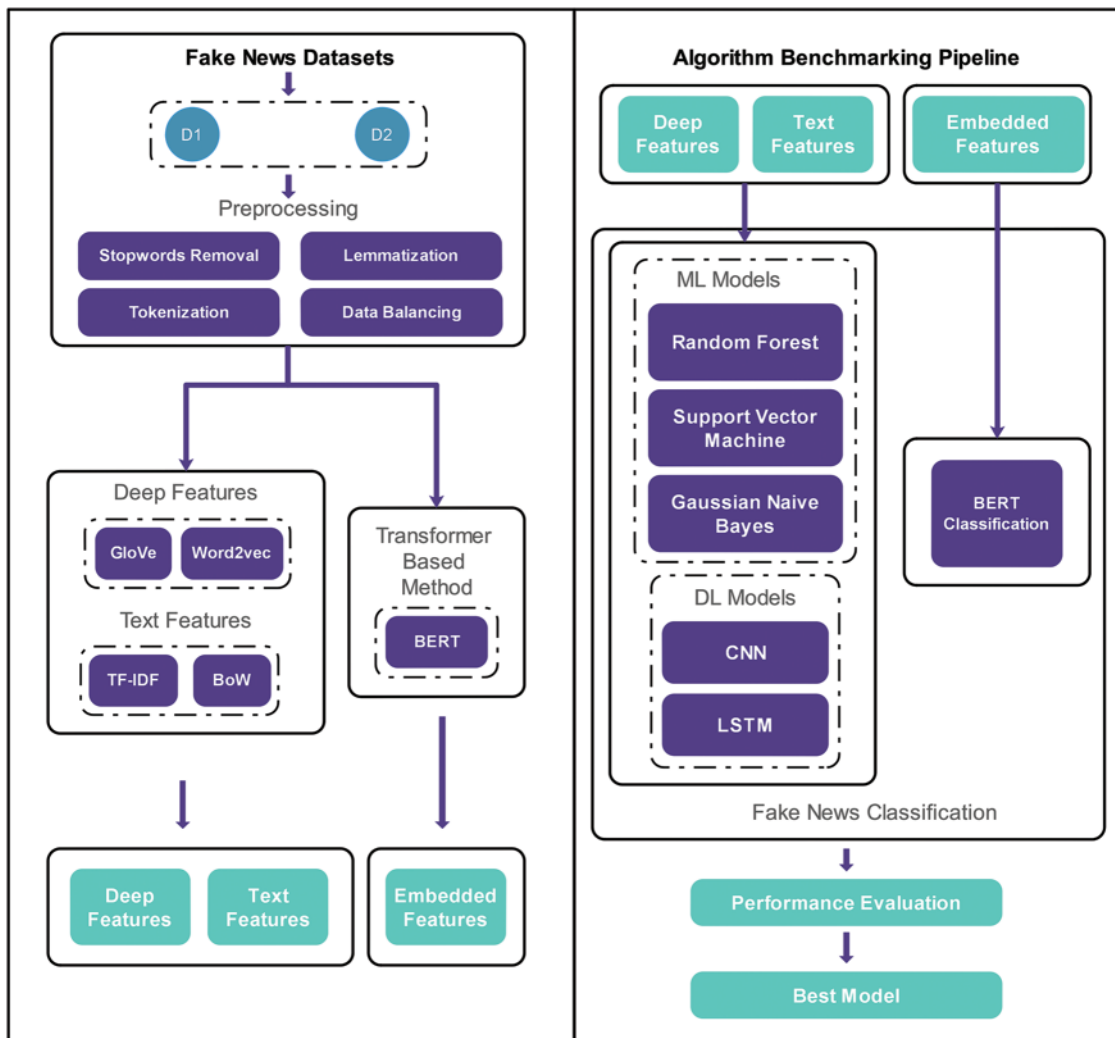 Fake News Datasets
D1
D2
Preprocessing
Stopwords Removal
Lemmatization
Tokenization
Data Balancing
Deep Features
GloVe
Word2vec
Text Features
TF-IDF
BoW
Transformer
Based
Method
BERT
Deep
Features
Text
Features
Embedded
Features
Algorithm Benchmarking Pipeline
Deep
Features
Text
Features
Embedded
Features
ML Models
Random Forest
Support Vector
Machine
Gaussian Naive
Bayes
DL Models
CNN
LSTM
BERT
Classification
Fake News Classification
Performance Evaluation
Best Model